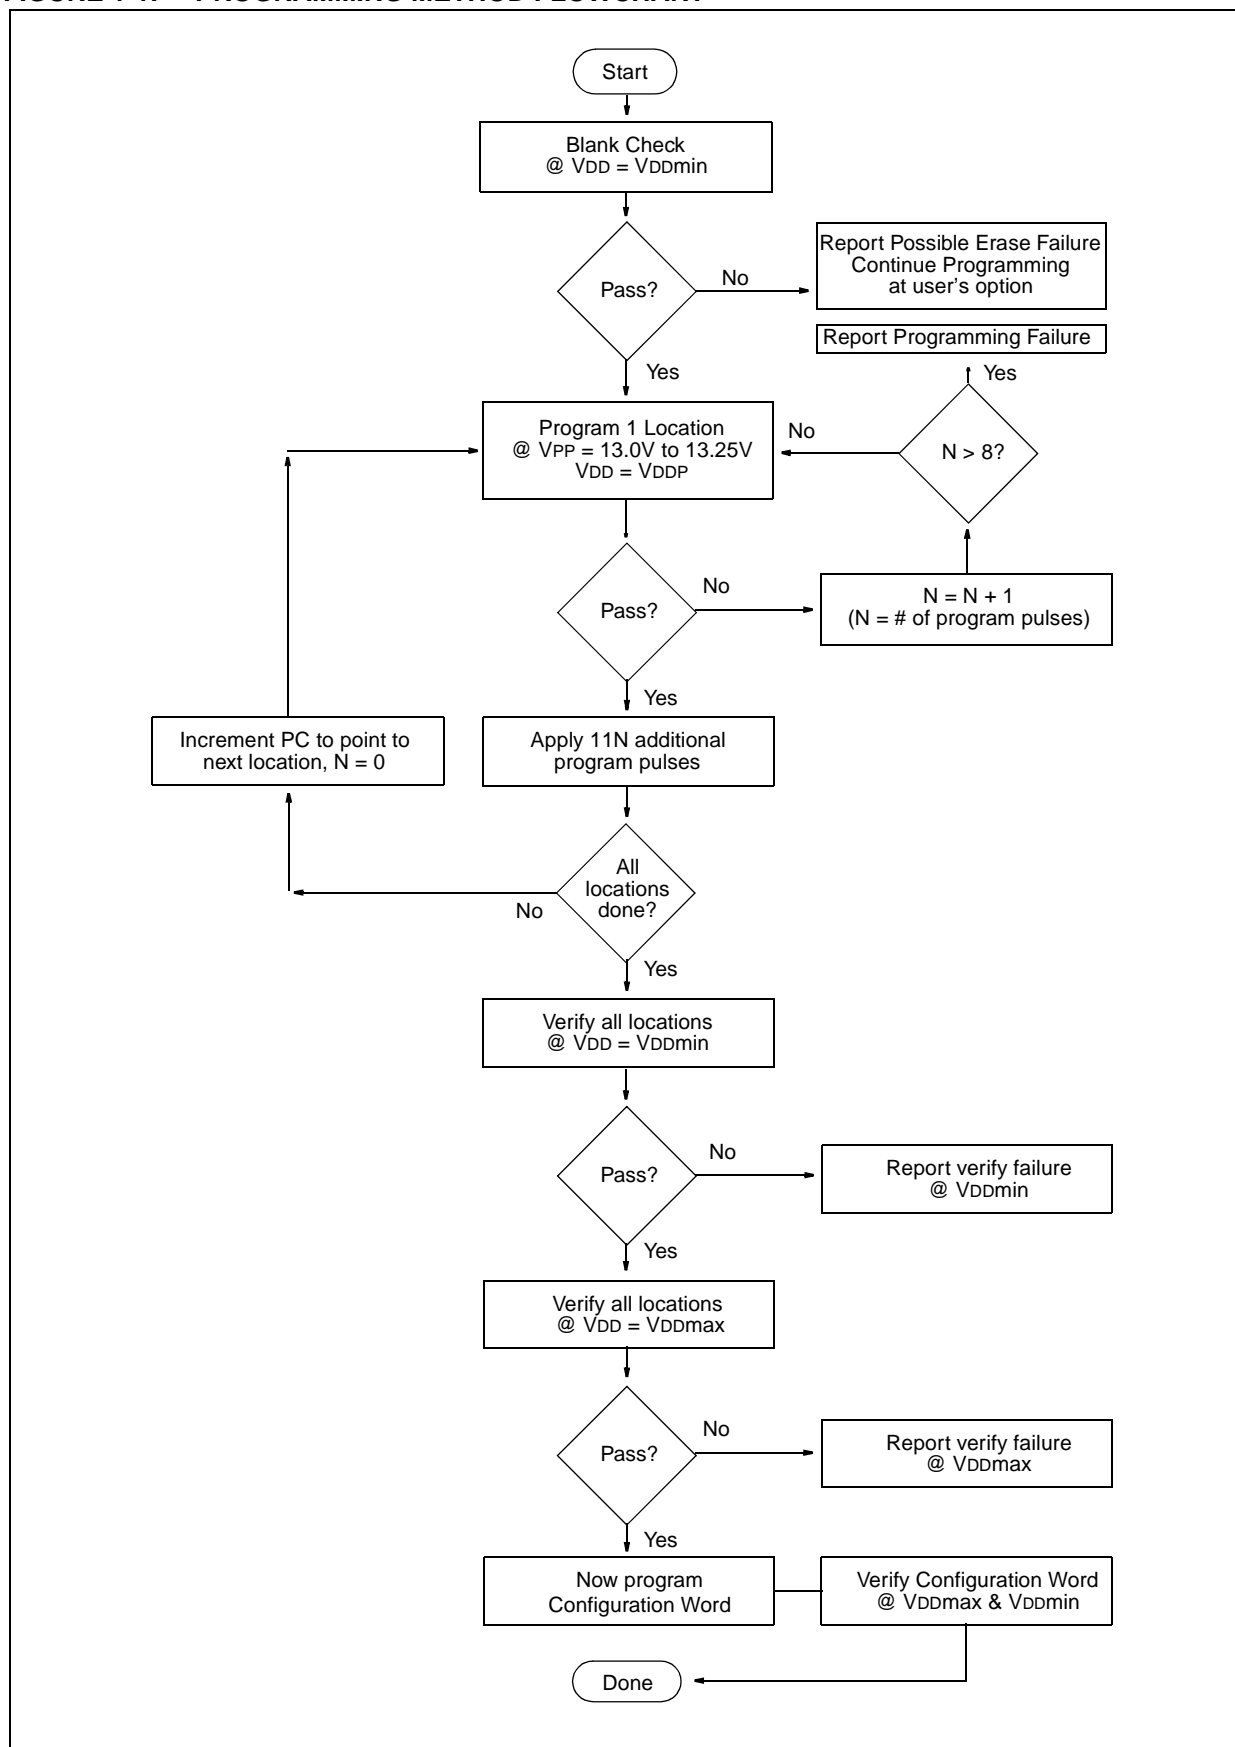 Start
Blank Check
@ VDD = VDDmin
Pass?
No
Report Possible Erase Failure
Continue Programming
at user's option
Yes
Report Programming Failure
Yes
N > 8?
No
Program 1 Location
@ VPP = 13.0V to 13.25V
VDD = VDDP
Pass?
No
N = N + 1
(N = # of program pulses)
Yes
Increment PC to point to
next location, N = 0
Apply 11N additional
program pulses
All
locations
done?
No
Yes
Verify all locations
@ VDD = VDDmin
Pass?
No
Report verify failure
@ VDDmin
Yes
Verify all locations
@ VDD = VDDmax
Pass?
No
Report verify failure
@ VDDmax
Yes
Now program
Configuration Word
Verify Configuration Word
@ VDDmax & VDDmin
Done